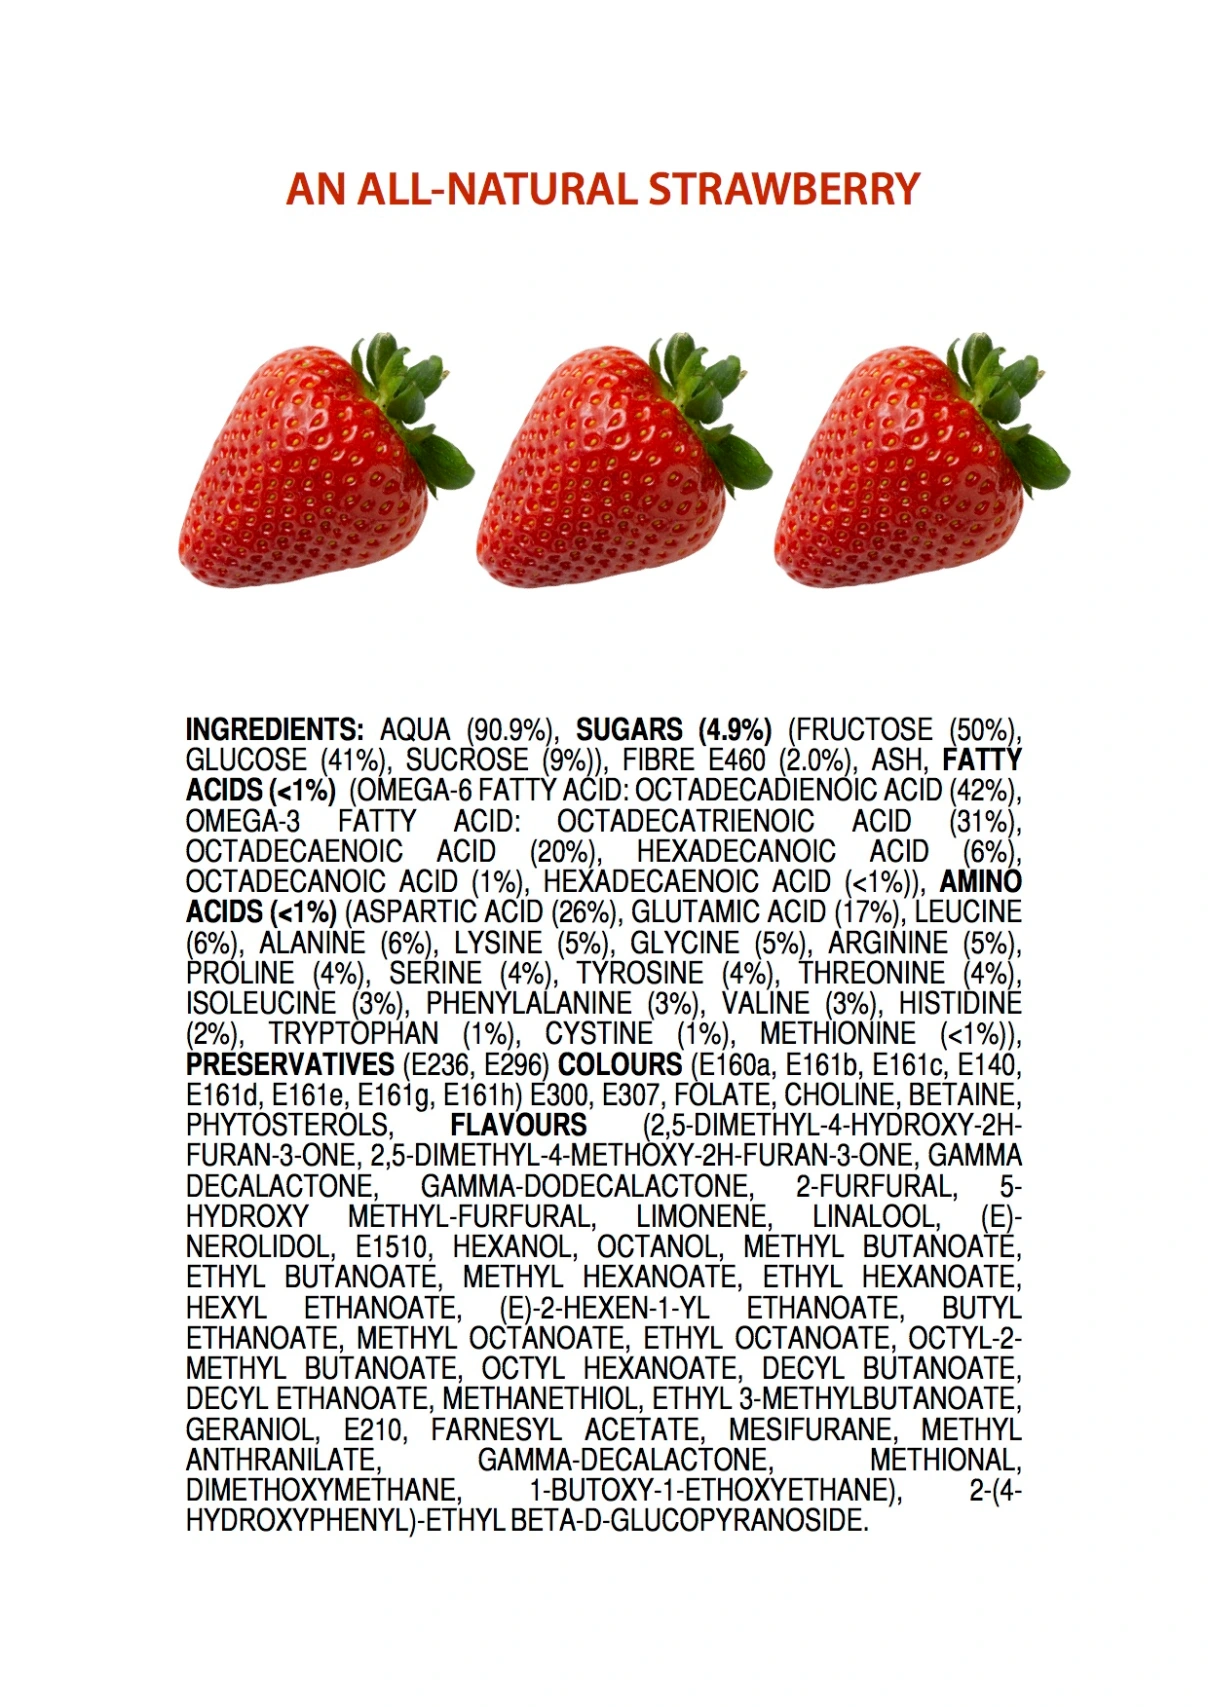 AN ALL-NATURAL STRAWBERRY
INGREDIENTS: AQUA (90.9%), SUGARS (4.9%) (FRUCTOSE (50%),
GLUCOSE (41%), SUCROSE (9%)), FIBRE E460 (2.0%), ASH, FATTY
ACIDS (<1%) (OMEGA-6 FATTY ACID: OCTADECADIENOIC ACID (42%),
OMEGA-3 FATTY ACID: OCTADECATRIENOIC ACID (31%),
OCTADECAENOIC ACID (20%), HEXADECANOIC ACID (6%),
OCTADECANOIC ACID (1%), HEXADECAENOIC ACID (<1%)), AMINO
ACIDS (<1%) (ASPARTIC ACID (26%), GLUTAMIC ACID (17%), LEUCINE
(6%), ALANINE (6%), LYSINE (5%), GLYCINE (5%), ARGININE (5%),
PROLINE (4%), SERINE (4%), TYROSINE (4%), THREONINE (4%),
ISOLEUCINE (3%), PHENYLALANINE (3%), VALINE (3%), HISTIDINE
(2%), TRYPTOPHAN (1%), CYSTINE (1%), METHIONINE (<1%)),
PRESERVATIVES (E236, E296) COLOURS (E160a, E161b, E161c, E140,
E161d, E161e, E161g, E161h) E300, E307, FOLATE, CHOLINE, BETAINE,
PHYTOSTEROLS, FLAVOURS (2,5-DIMETHYL-4-HYDROXY-2H-
FURAN-3-ONE, 2,5-DIMETHYL-4-METHOXY-2H-FURAN-3-ONE, GAMMA
DECALACTONE, GAMMA-DODECALACTONE, 2-FURFURAL, 5-
HYDROXY METHYL-FURFURAL, LIMONENE, LINALOOL, (E)-
NEROLIDOL, E1510, HEXANOL, OCTANOL, METHYL BUTANOATE,
ETHYL BUTANOATE, METHYL HEXANOATE, ETHYL HEXANOATE,
HEXYL ETHANOATE, (E)-2-HEXEN-1-YL ETHANOATE, BUTYL
ETHANOATE, METHYL OCTANOATE, ETHYL OCTANOATE, OCTYL-2-
METHYL BUTANOATE, OCTYL HEXANOATE, DECYL BUTANOATE,
DECYL ETHANOATE, METHANETHIOL, ETHYL 3-METHYLBUTANOATE,
GERANIOL, E210, FARNESYL ACETATE, MESIFURANE, METHYL
ANTHRANILATE, GAMMA-DECALACTONE, METHIONAL,
DIMETHOXYMETHANE, 1-BUTOXY-1-ETHOXYETHANE), 2-(4-
HYDROXYPHENYL)-ETHYL BETA-D-GLUCOPYRANOSIDE.